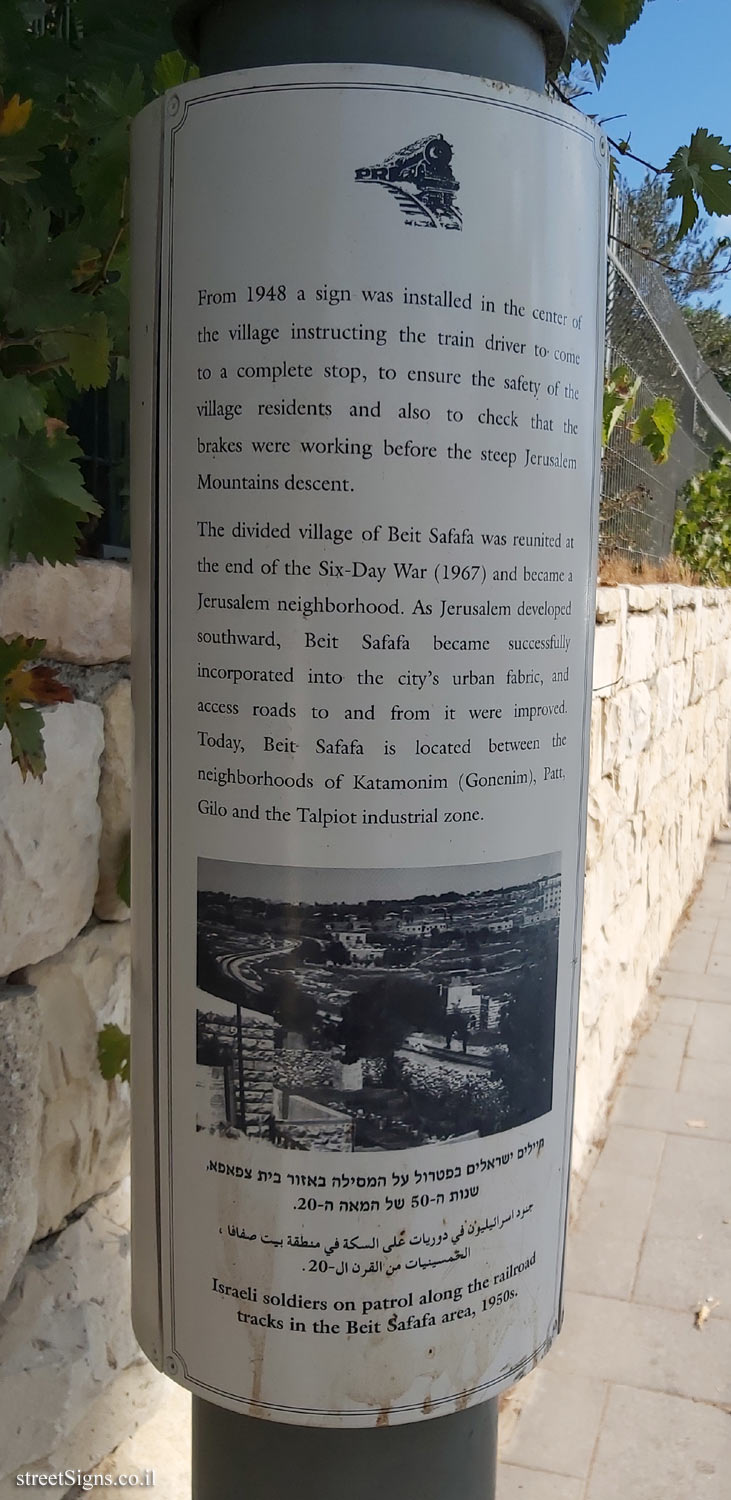 PR
From 1948 a sign was installed in the center of
the village instructing the train driver to come
to a complete stop, to ensure the safety of the
village residents and also to check that the
brakes were working before the steep Jerusalem
Mountains descent.
The divided village of Beit Safafa was reunited at
the end of the Six-Day War (1967) and became a
Jerusalem neighborhood. As Jerusalem developed
southward, Beit Safafa became successfully
incorporated into the city's urban fabric, and
access roads to and from it were improved.
Today, Beit Safafa is located between the
neighborhoods of Katamonim (Gonenim), Patt,
Gilo and the Talpiot industrial zone.
חיילים ישראלים בפטרול על המסילה באזור בית צפאפא,
שנות ה-50 של המאה ה-20.
جنود اسرائيليون في دوريات على السكة في منطقة بيت صفافا ،
الخمسينيات من القرن ال-20.
Israeli soldiers on patrol along the railroad
tracks in the Beit Safafa area, 1950s.
streetSigns.co.il